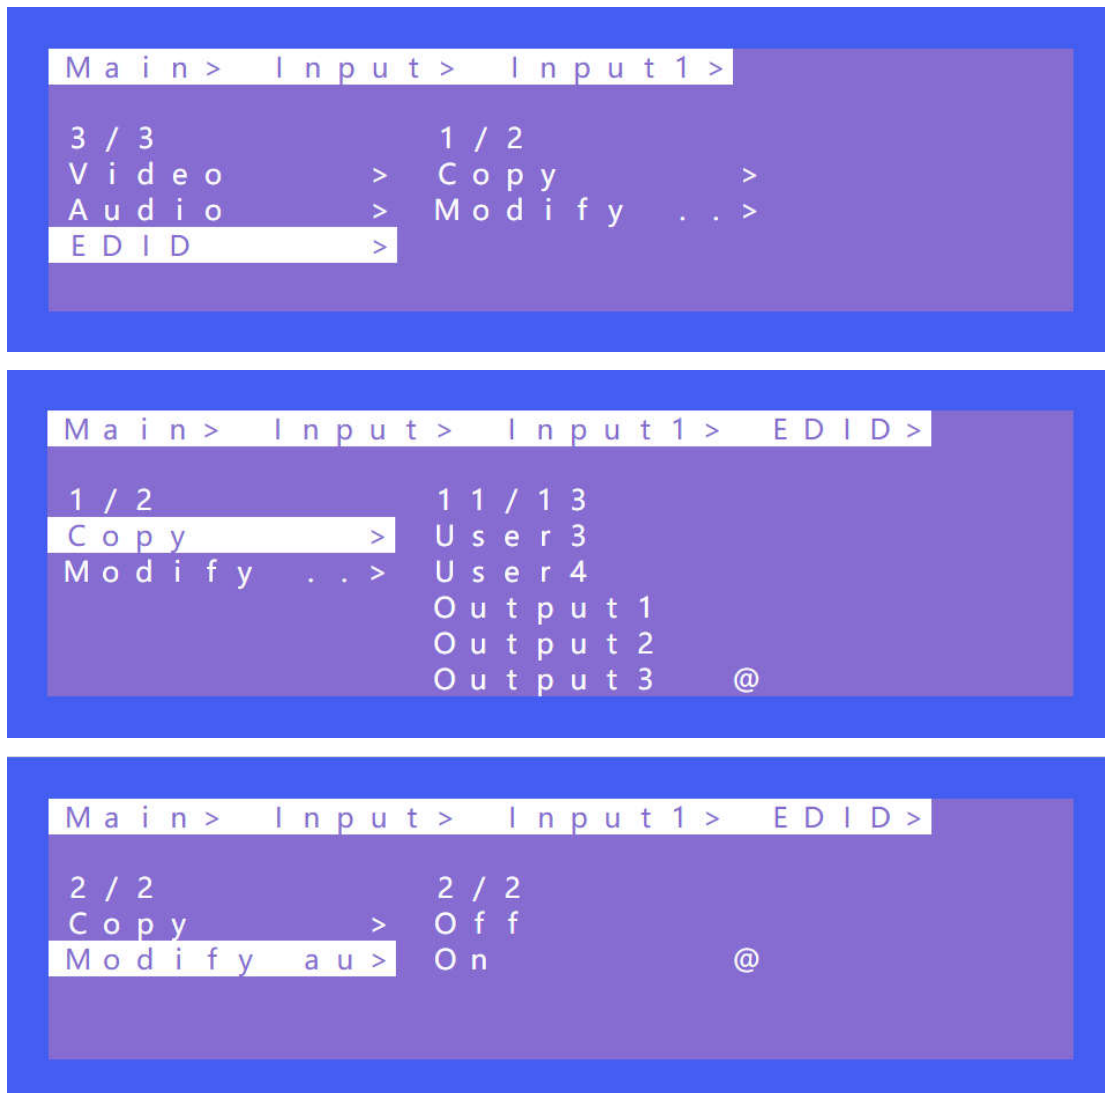 Main> Input> Input1>
3/3 1/2
Video > Copy >
Audio > Modify ..>
EDID >
Main> Input> Input1> EDID>
1/2 11/13
Copy > User3
Modify ..> User4
Output1
Output2
Output3 @
Main> Input> Input1> EDID>
2/2 2/2
Copy > Off
Modify au> On @